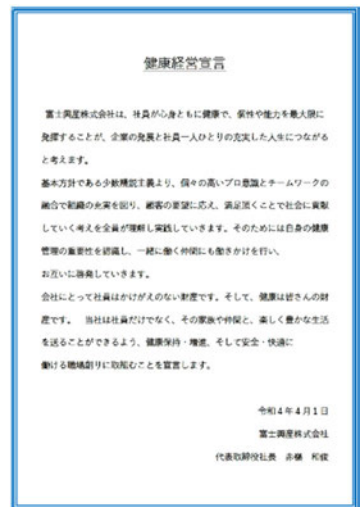 健康経営宣言
富士興産株式会社は、社員が心身ともに健康で、個性や能力を最大限に
発揮することが、企業の発展と社員一人ひとりの充実した人生につながる
と考えます。
基本方針である少数精鋭主義より、個々の高いプロ意識とチームワークの
融合で組織の充実を図り、顧客の要望に応え、満足頂くことで社会に貢献
していく考えを全員が理解し実践していきます。そのためには自身の健康
管理の重要性を認識し、一緒に働く仲間にも働きかけを行い、
お互いに啓発していきます。
会社にとって社員はかけがえのない財産です。そして、健康は皆さんの財
産です。 当社は社員だけでなく、その家族や仲間と、楽しく豊かな生活
を送ることができるよう、健康保持・増進、そして安全・快適に
働ける職場創りに取組むことを宣言します。
令和4年4月1日
富士興産株式会社
代表取締役社長 赤 和俊